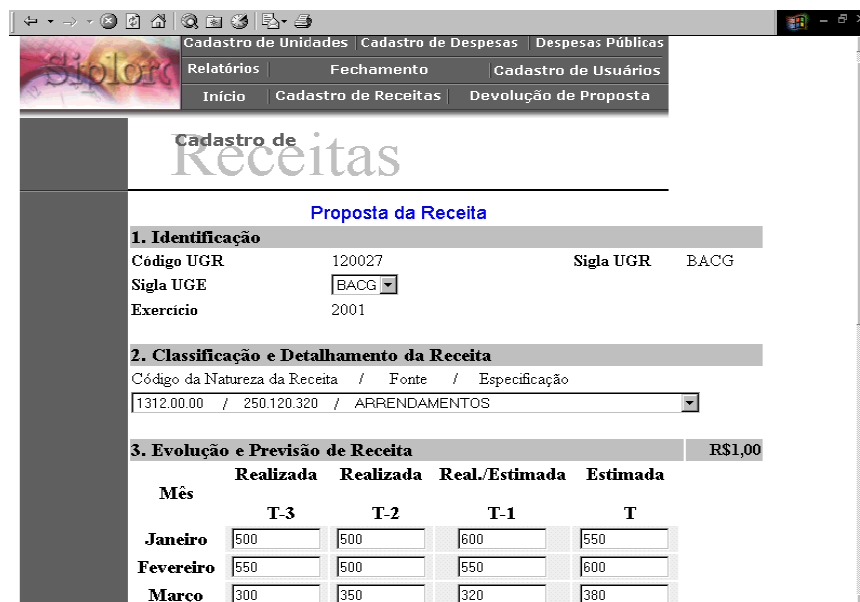 Cadastro de Unidades | Cadastro de Despesas | Despesas Públicas
Siplorc
Relatórios | Fechamento | Cadastro de Usuários
Início | Cadastro de Receitas | Devolução de Proposta
Cadastro de
Receitas
Proposta da Receita
1. Identificação
Código UGR 120027 Sigla UGR BACG
Sigla UGE BACG
Exercício 2001
2. Classificação e Detalhamento da Receita
Código da Natureza da Receita / Fonte / Especificação
1312.00.00 / 250.120.320 / ARRENDAMENTOS
3. Evolução e Previsão de Receita R$1,00
Mês Realizada Realizada Real./Estimada Estimada
T-3 T-2 T-1 T
Janeiro 500 500 600 550
Fevereiro 550 500 550 600
Março 300 350 320 380